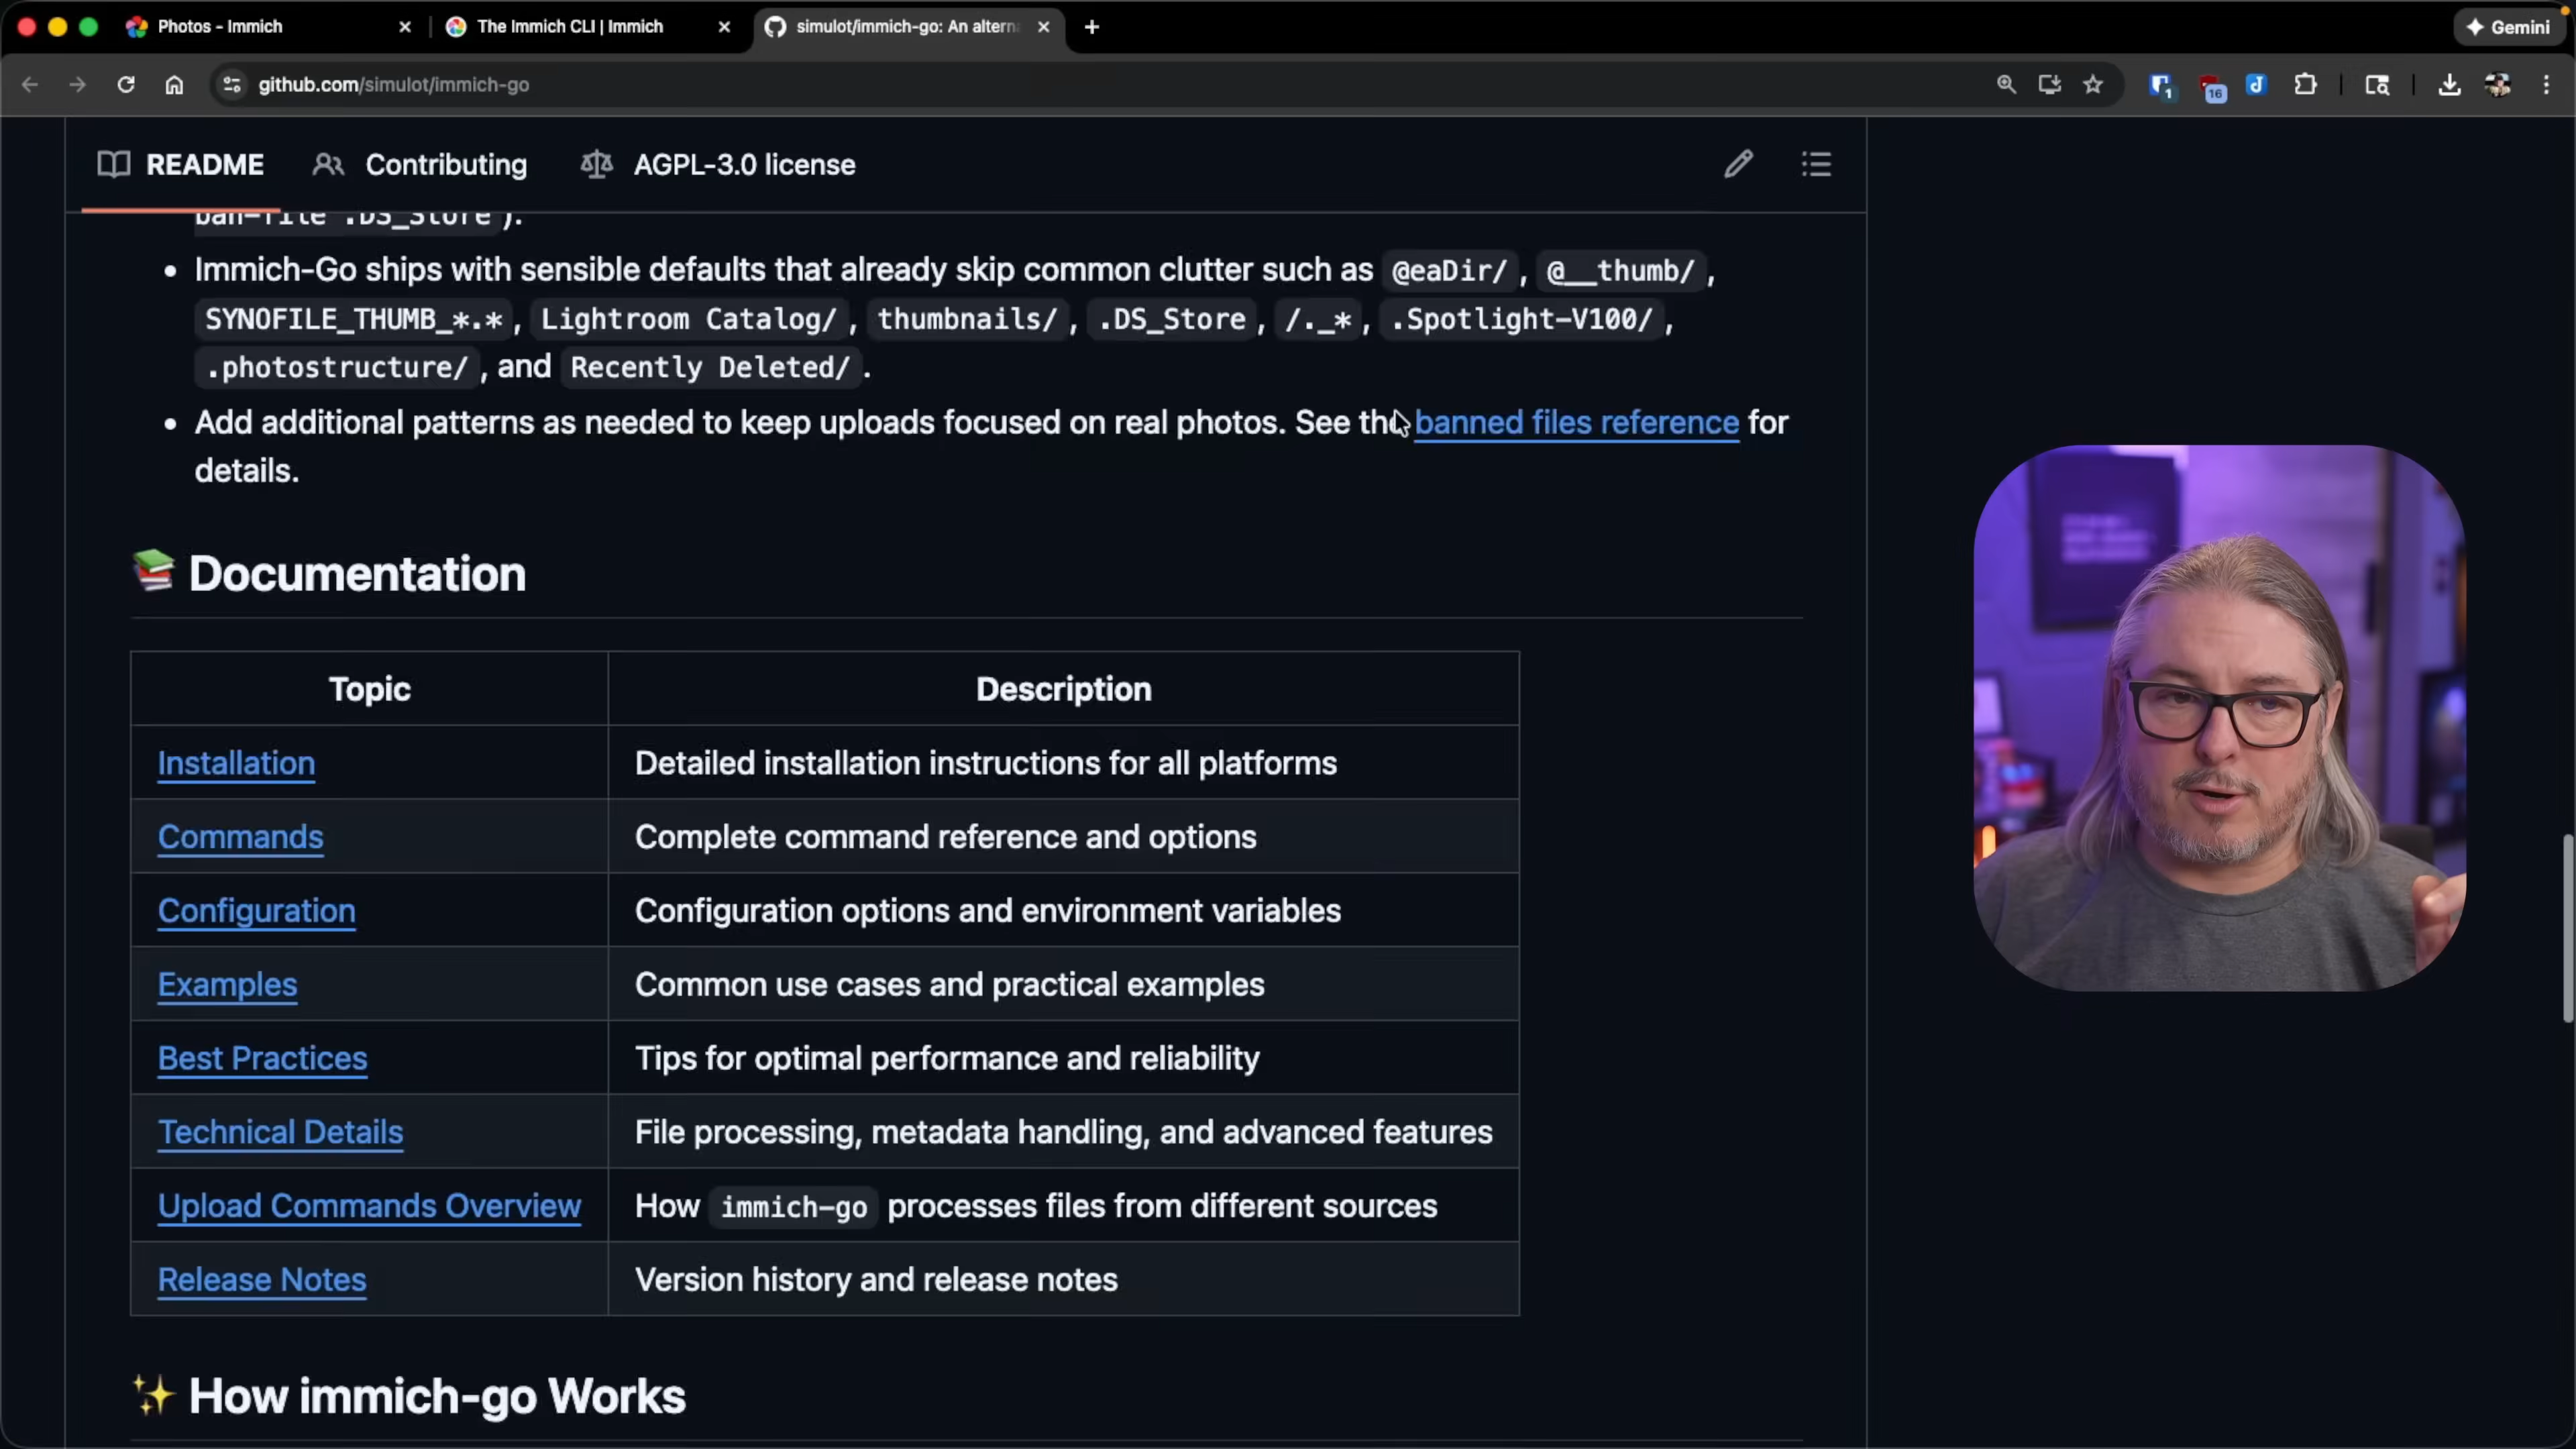 Photos - Immich
The Immich CLI | Immich
simulot/immich-go: An altern
Gemini
github.com/simulot/immich-go
1
16
README
Contributing
AGPL-3.0 license
ban-file .DS_Store ).
• Immich-Go ships with sensible defaults that already skip common clutter such as @eaDir/ , @__thumb/ ,
SYNOFILE_THUMB_*.* , Lightroom Catalog/ , thumbnails/ , .DS_Store , /._* , .Spotlight-V100/ ,
.photostructure/ , and Recently Deleted/ .
• Add additional patterns as needed to keep uploads focused on real photos. See the banned files reference for
details.
📚 Documentation
Topic
Description
Installation
Detailed installation instructions for all platforms
Commands
Complete command reference and options
Configuration
Configuration options and environment variables
Examples
Common use cases and practical examples
Best Practices
Tips for optimal performance and reliability
Technical Details
File processing, metadata handling, and advanced features
Upload Commands Overview
How immich-go processes files from different sources
Release Notes
Version history and release notes
✨ How immich-go Works